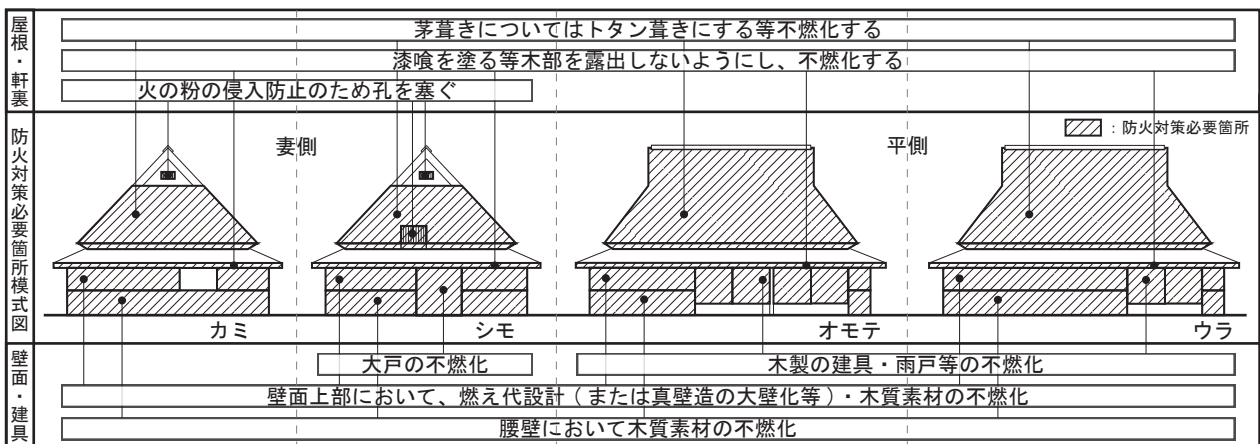 屋根・軒裏
茅葺きについてはトタン葺きにする等不燃化する
漆喰を塗る等木部を露出しないようにし、不燃化する
火の粉の侵入防止のため孔を塞ぐ
防火対策必要箇所模式図
妻側
平側
：防火対策必要箇所
カミ
シモ
オモテ
ウラ
壁面・建具
大戸の不燃化
木製の建具・雨戸等の不燃化
壁面上部において、燃え代設計（または真壁造の大壁化等）・木質素材の不燃化
腰壁において木質素材の不燃化